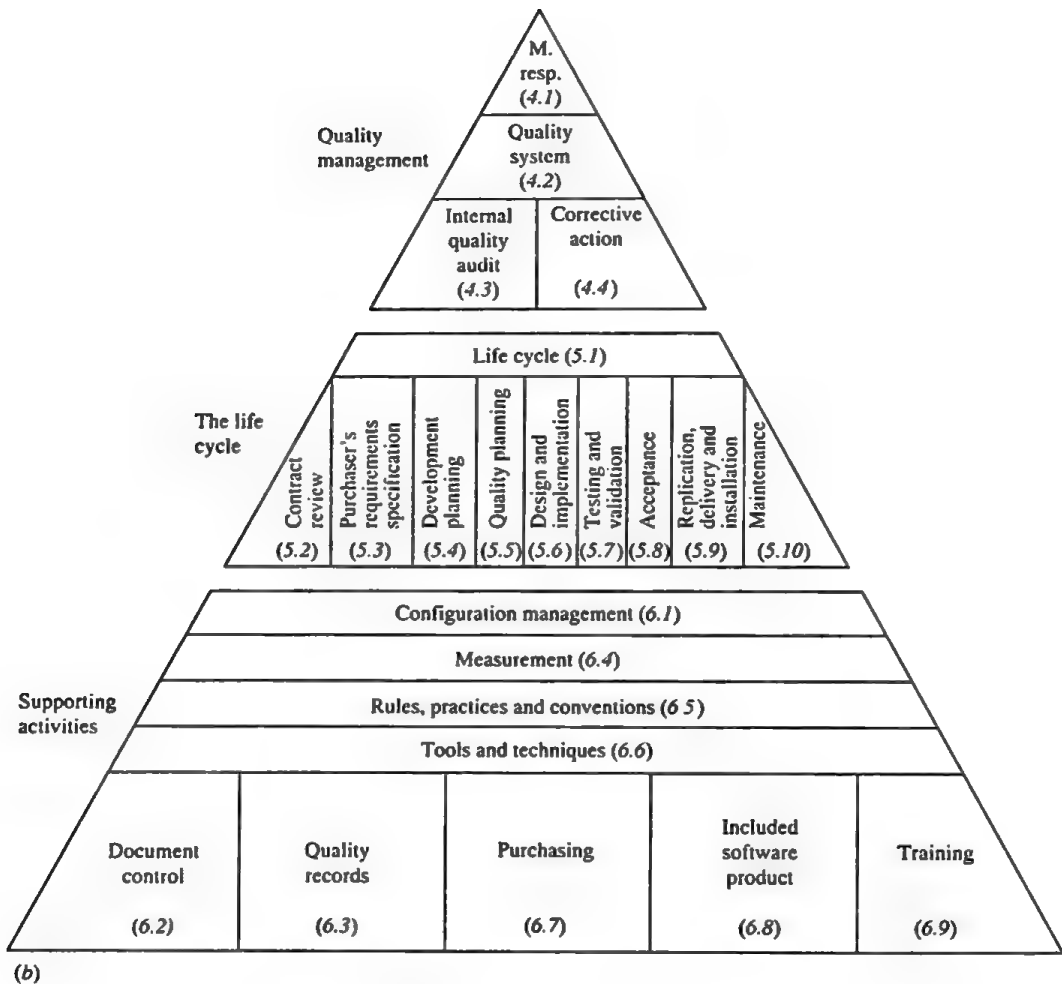 M.
resp.
(4.1)
Quality
management
Quality
system
(4.2)
Internal
quality
audit
(4.3)
Corrective
action
(4.4)
Life cycle (5.1)
The life
cycle
Contract
review
(5.2)
Purchaser's
requirements
specification
(5.3)
Development
planning
(5.4)
Quality planning
(5.5)
Design and
implementation
(5.6)
Testing and
validation
(5.7)
Acceptance
(5.8)
Replication,
delivery and
installation
(5.9)
Maintenance
(5.10)
Configuration management (6.1)
Measurement (6.4)
Supporting
activities
Rules, practices and conventions (6 5)
Tools and techniques (6.6)
Document
control
(6.2)
Quality
records
(6.3)
Purchasing
(6.7)
Included
software
product
(6.8)
Training
(6.9)
(b)